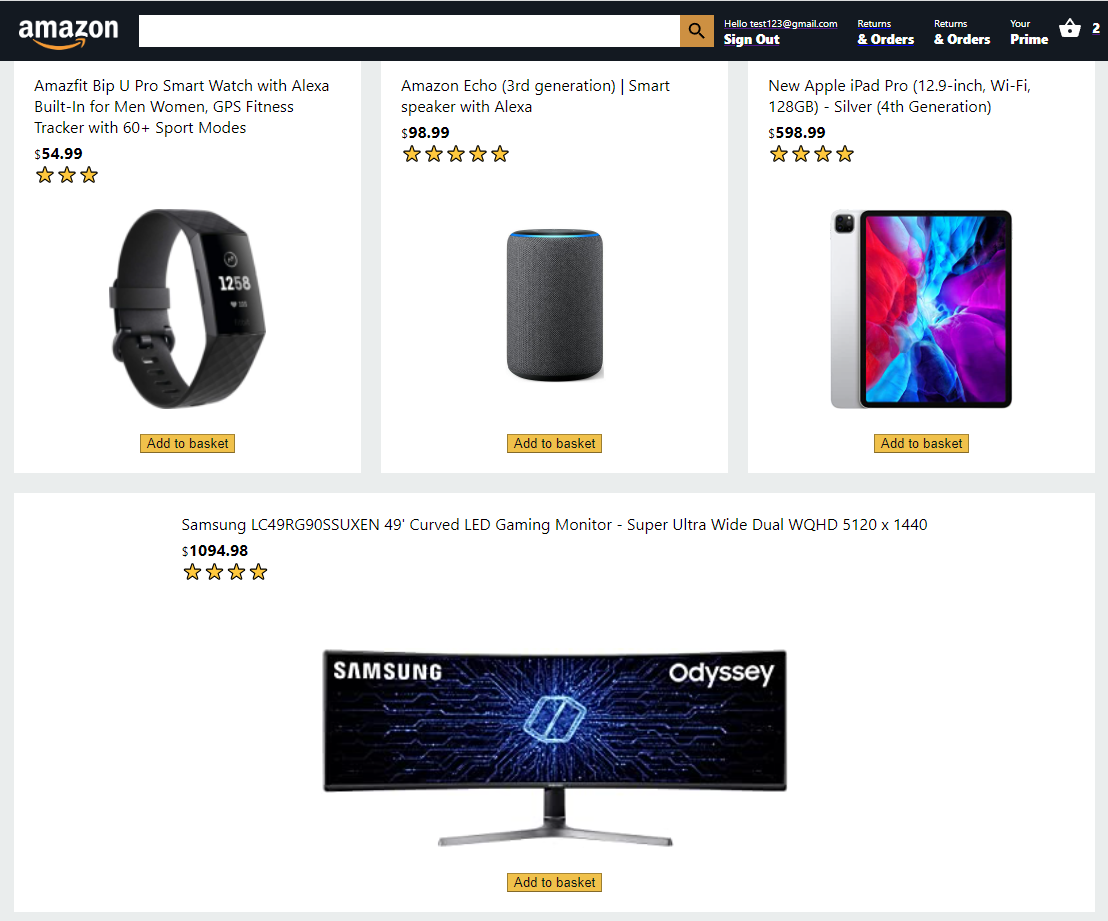 amazon
Hello test123@gmail.com
Sign Out
Returns
& Orders
Returns
& Orders
Your
Prime
2
Amazfit Bip U Pro Smart Watch with Alexa
Built-In for Men Women, GPS Fitness
Tracker with 60+ Sport Modes
$54.99
1258
Add to basket
Amazon Echo (3rd generation) | Smart
speaker with Alexa
$98.99
Add to basket
New Apple iPad Pro (12.9-inch, Wi-Fi,
128GB) - Silver (4th Generation)
$598.99
Add to basket
Samsung LC49RG90SSUXEN 49' Curved LED Gaming Monitor - Super Ultra Wide Dual WQHD 5120 x 1440
$1094.98
SAMSUNG
Odyssey
Add to basket